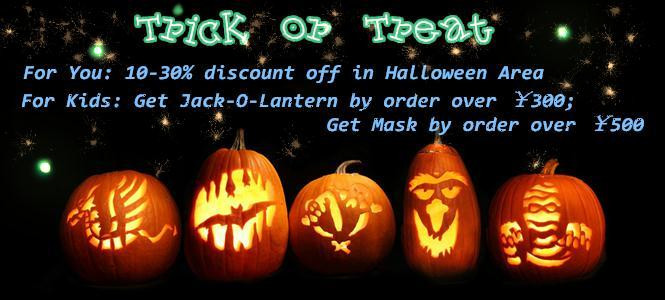 Trick or Treat
For You: 10-30% discount off in Halloween Area
For Kids: Get Jack-O-Lantern by order over ¥300;
Get Mask by order over ¥500